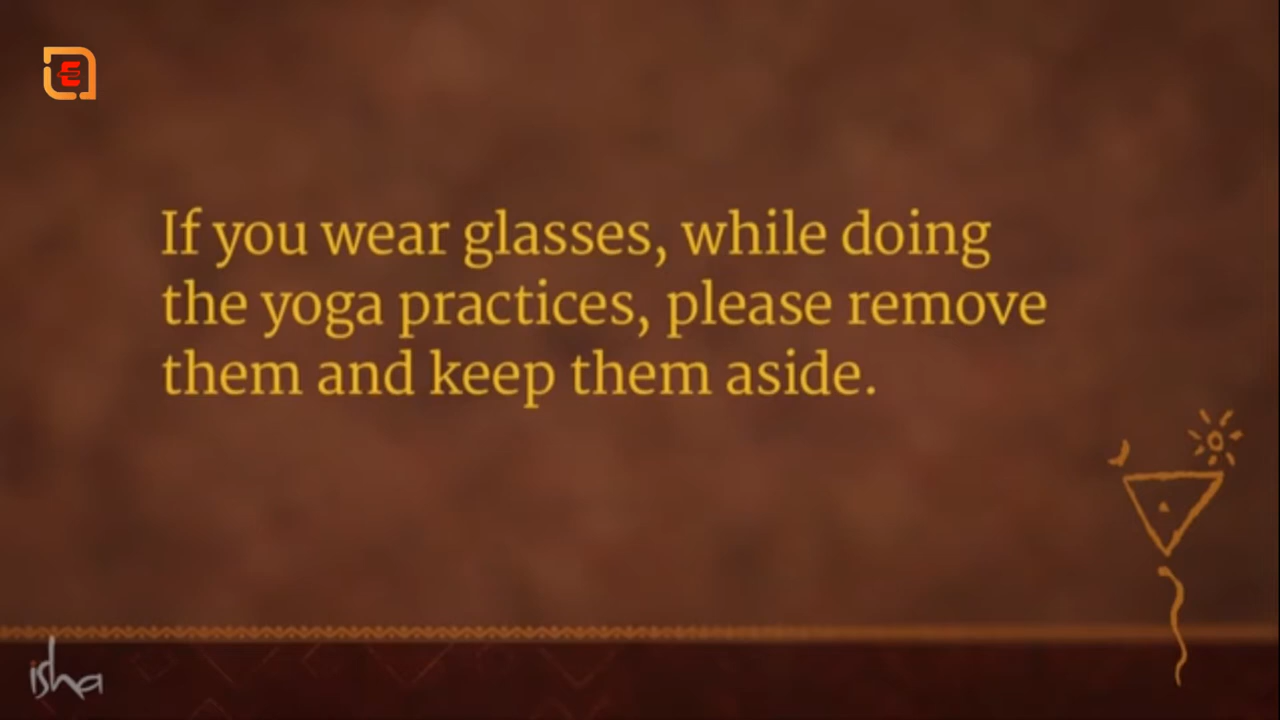 E
If you wear glasses, while doing
the yoga practices, please remove
them and keep them aside.
isha